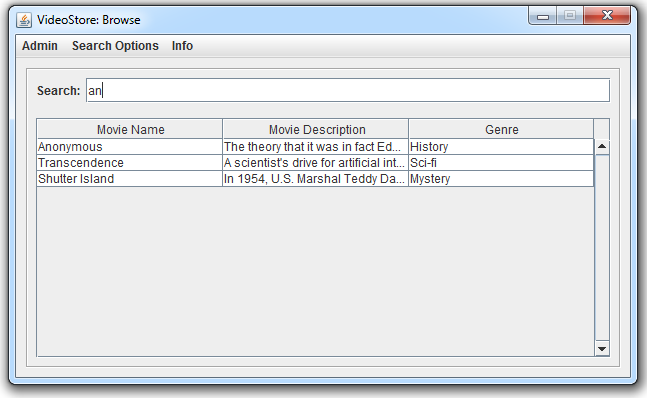 VideoStore: Browse
Admin Search Options Info
Search: an
Movie Name Movie Description Genre
Anonymous The theory that it was in fact Ed... History
Transcendence A scientist's drive for artificial int... Sci-fi
Shutter Island In 1954, U.S. Marshal Teddy Da... Mystery